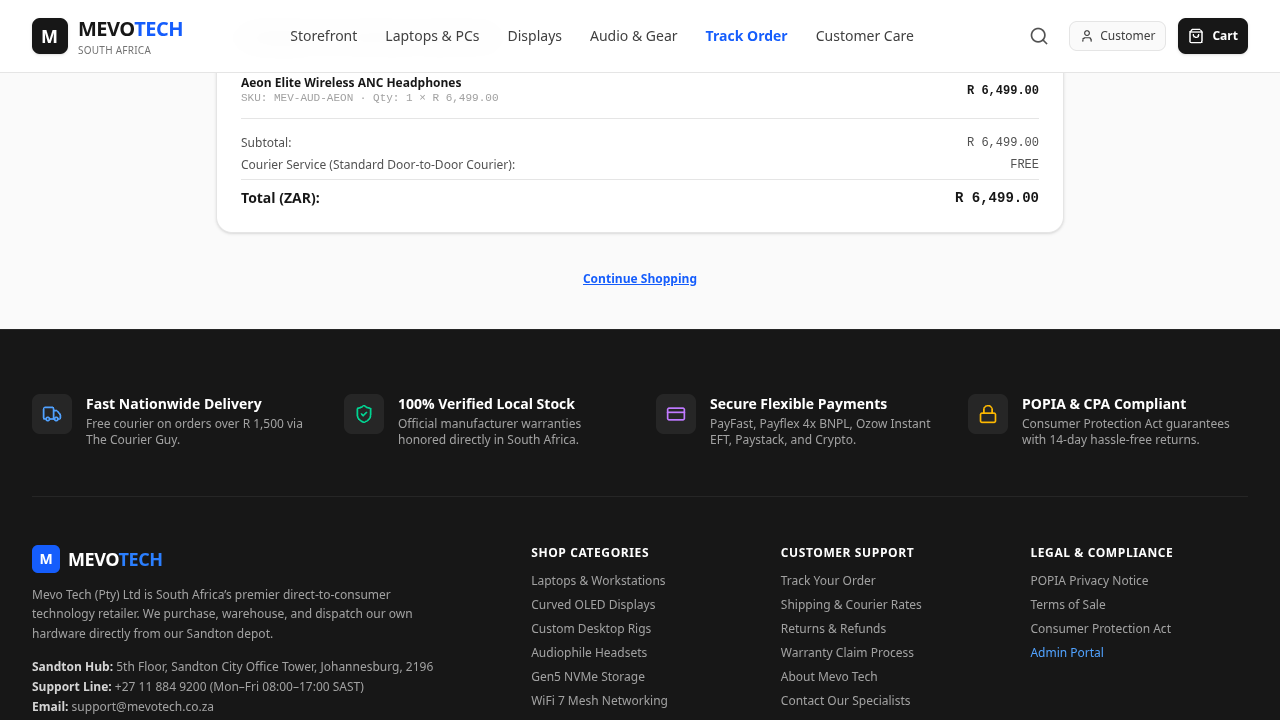 M MEVOTECH
SOUTH AFRICA
Storefront Laptops & PCs Displays Audio & Gear Track Order Customer Care Customer Cart
Aeon Elite Wireless ANC Headphones
SKU: MEV-AUD-AEON · Qty: 1 × R 6,499.00
R 6,499.00
Subtotal: R 6,499.00
Courier Service (Standard Door-to-Door Courier): FREE
Total (ZAR): R 6,499.00
Continue Shopping
Fast Nationwide Delivery
Free courier on orders over R 1,500 via
The Courier Guy.
100% Verified Local Stock
Official manufacturer warranties
honored directly in South Africa.
Secure Flexible Payments
PayFast, Payflex 4x BNPL, Ozow Instant
EFT, Paystack, and Crypto.
POPIA & CPA Compliant
Consumer Protection Act guarantees
with 14-day hassle-free returns.
M MEVOTECH
Mevo Tech (Pty) Ltd is South Africa’s premier direct-to-consumer
technology retailer. We purchase, warehouse, and dispatch our own
hardware directly from our Sandton depot.
Sandton Hub: 5th Floor, Sandton City Office Tower, Johannesburg, 2196
Support Line: +27 11 884 9200 (Mon–Fri 08:00–17:00 SAST)
Email: support@mevotech.co.za
SHOP CATEGORIES
Laptops & Workstations
Curved OLED Displays
Custom Desktop Rigs
Audiophile Headsets
Gen5 NVMe Storage
WiFi 7 Mesh Networking
CUSTOMER SUPPORT
Track Your Order
Shipping & Courier Rates
Returns & Refunds
Warranty Claim Process
About Mevo Tech
Contact Our Specialists
LEGAL & COMPLIANCE
POPIA Privacy Notice
Terms of Sale
Consumer Protection Act
Admin Portal